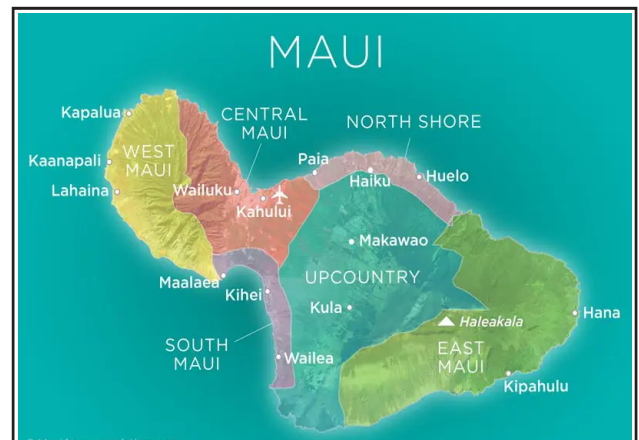 MAUI
Kapalua
CENTRAL
MAUI
NORTH SHORE
Kaanapali
WEST
MAUI
Paia
Haiku
Huelo
Lahaina
Wailuku
Kahului
Makawao
Maalaea
UPCOUNTRY
Kihei
Kula
Haleakala
Hana
SOUTH
MAUI
Wailea
EAST
MAUI
Kipahulu